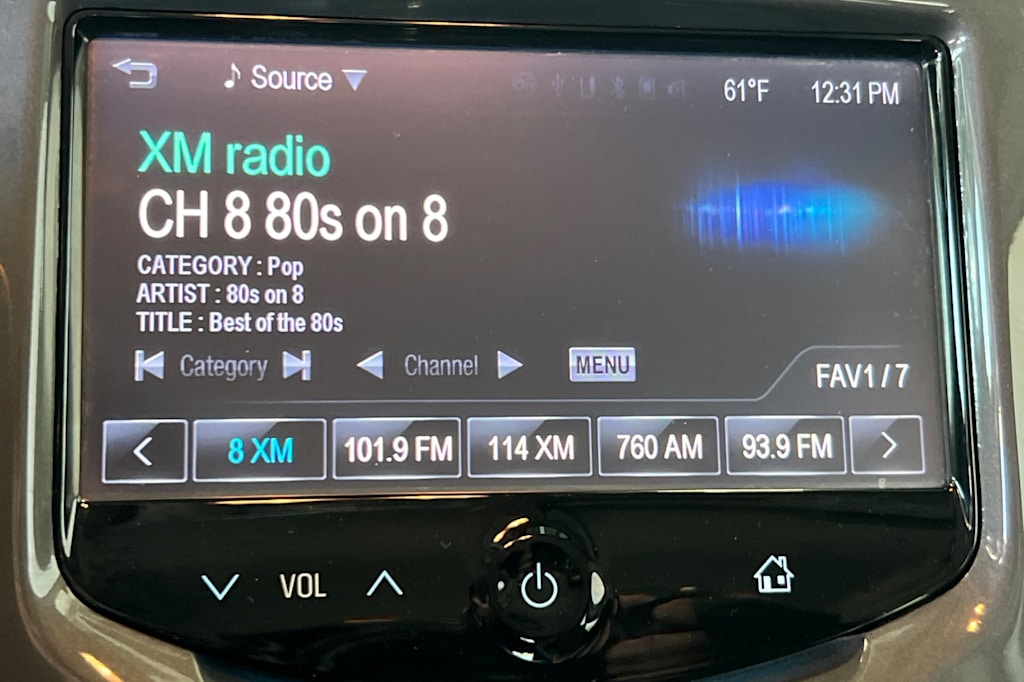 Source 61°F 12:31 PM
XM radio
CH 8 80s on 8
CATEGORY : Pop
ARTIST : 80s on 8
TITLE : Best of the 80s
Category Channel MENU FAV1 / 7
8 XM 101.9 FM 114 XM 760 AM 93.9 FM
VOL